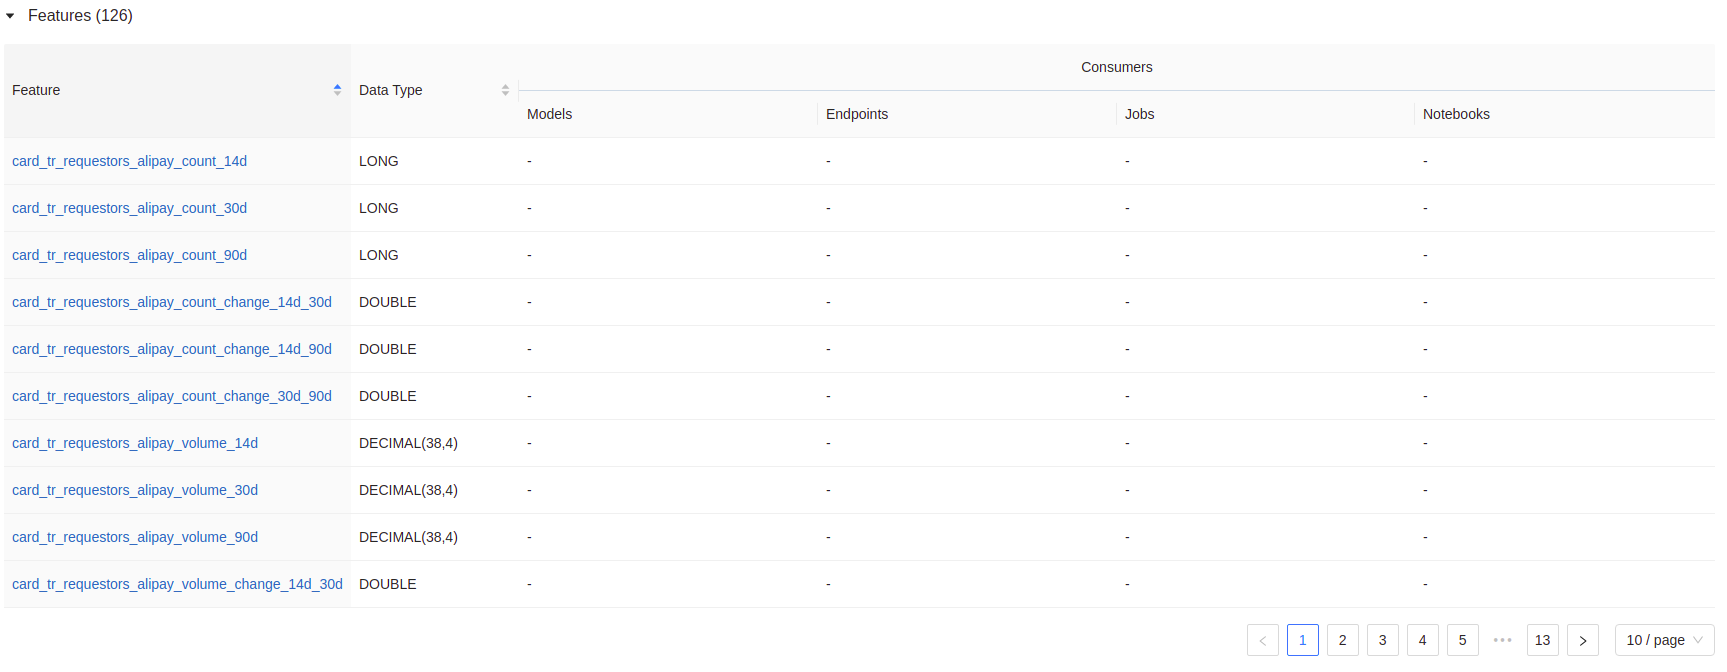 Features (126)
Feature Data Type Consumers
Models Endpoints Jobs Notebooks
card_tr_requestors_alipay_count_14d LONG - - - -
card_tr_requestors_alipay_count_30d LONG - - - -
card_tr_requestors_alipay_count_90d LONG - - - -
card_tr_requestors_alipay_count_change_14d_30d DOUBLE - - - -
card_tr_requestors_alipay_count_change_14d_90d DOUBLE - - - -
card_tr_requestors_alipay_count_change_30d_90d DOUBLE - - - -
card_tr_requestors_alipay_volume_14d DECIMAL(38,4) - - - -
card_tr_requestors_alipay_volume_30d DECIMAL(38,4) - - - -
card_tr_requestors_alipay_volume_90d DECIMAL(38,4) - - - -
card_tr_requestors_alipay_volume_change_14d_30d DOUBLE - - - -
< 1 2 3 4 5 ••• 13 > 10 / page